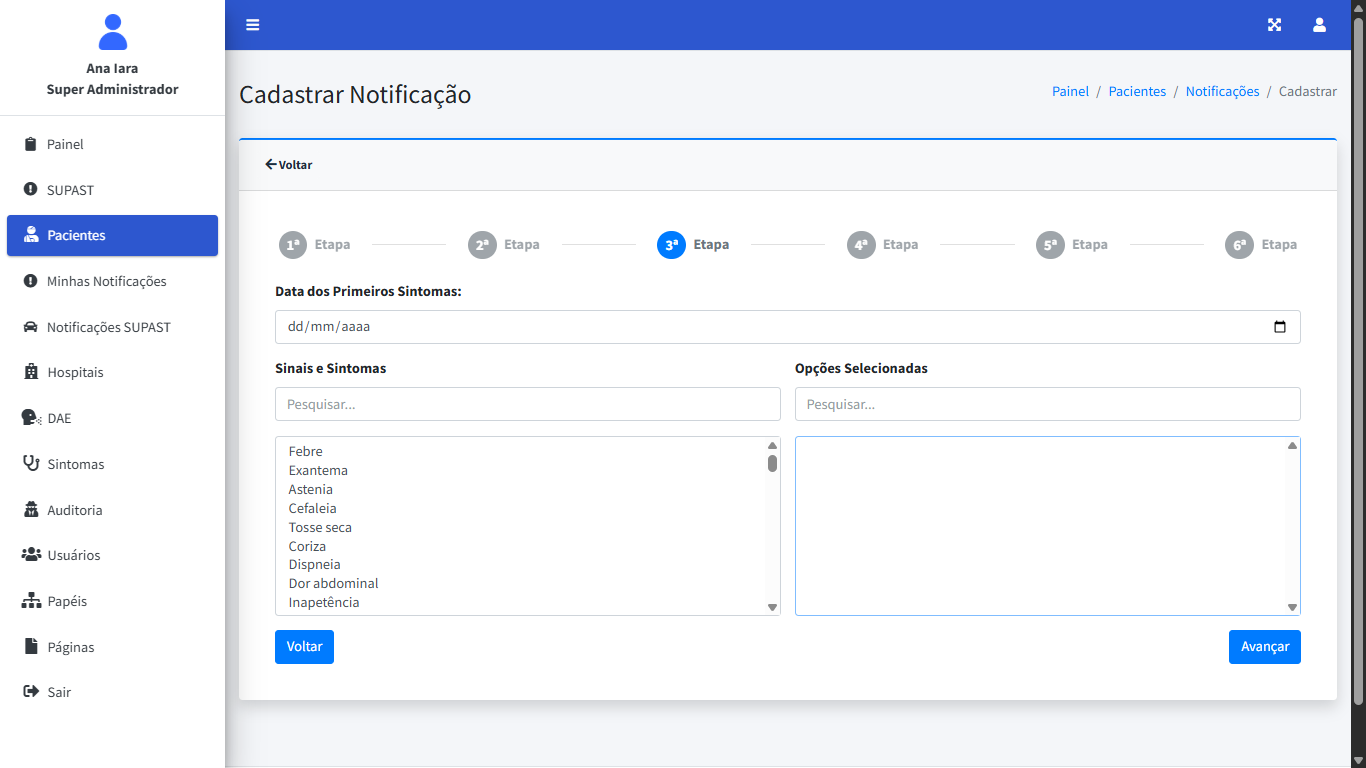 Ana Iara
Super Administrador
Painel
SUPAST
Pacientes
Minhas Notificações
Notificações SUPAST
Hospitais
DAE
Sintomas
Auditoria
Usuários
Papéis
Páginas
Sair
Cadastrar Notificação
Painel / Pacientes / Notificações / Cadastrar
Voltar
1ª Etapa 2ª Etapa 3ª Etapa 4ª Etapa 5ª Etapa 6ª Etapa
Data dos Primeiros Sintomas:
dd/mm/aaaa
Sinais e Sintomas
Pesquisar...
Febre
Exantema
Astenia
Cefaleia
Tosse seca
Coriza
Dispneia
Dor abdominal
Inapetência
Opções Selecionadas
Pesquisar...
Voltar
Avançar